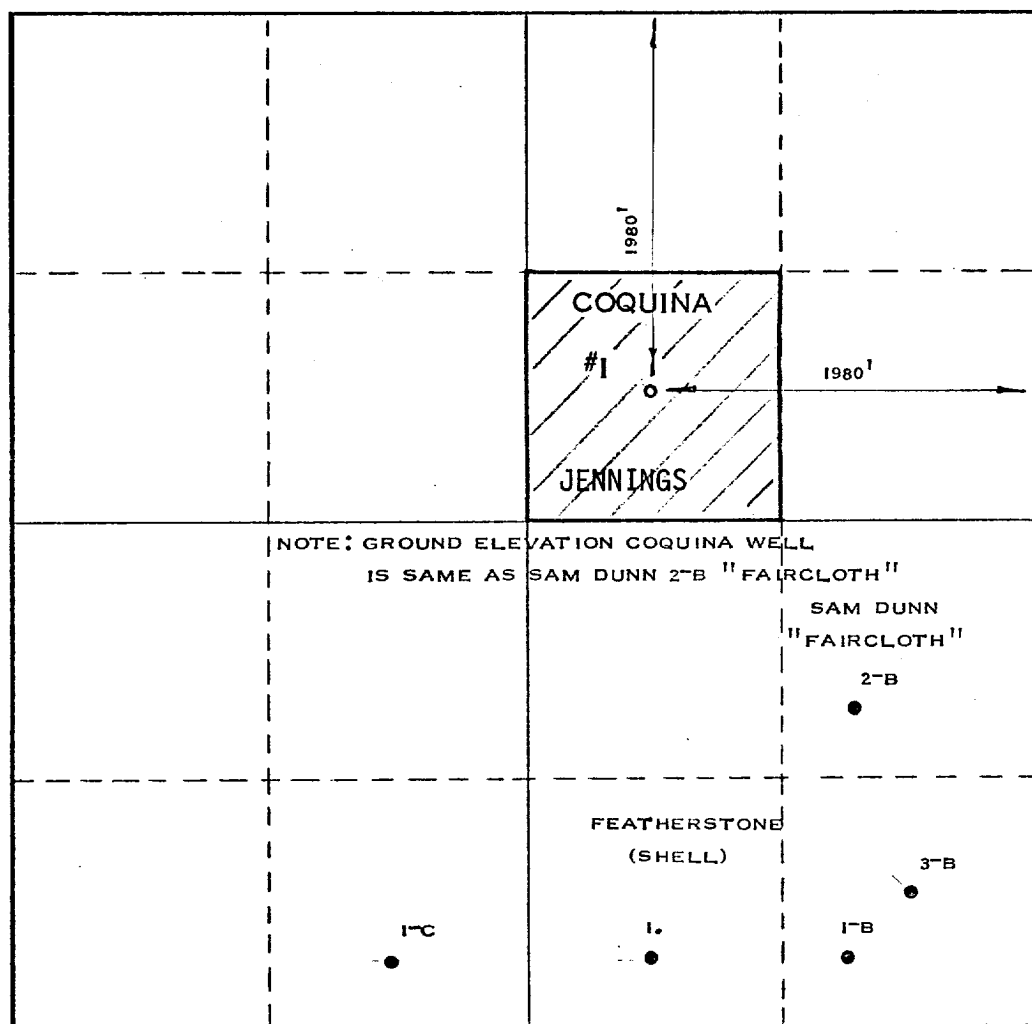 1980'
COQUINA
#1
1980'
JENNINGS
NOTE: GROUND ELEVATION COQUINA WELL
IS SAME AS SAM DUNN 2-B "FAIRCLOTH"
SAM DUNN
"FAIRCLOTH"
2-B
FEATHERSTONE
(SHELL)
3-B
1-C
1.
1-B